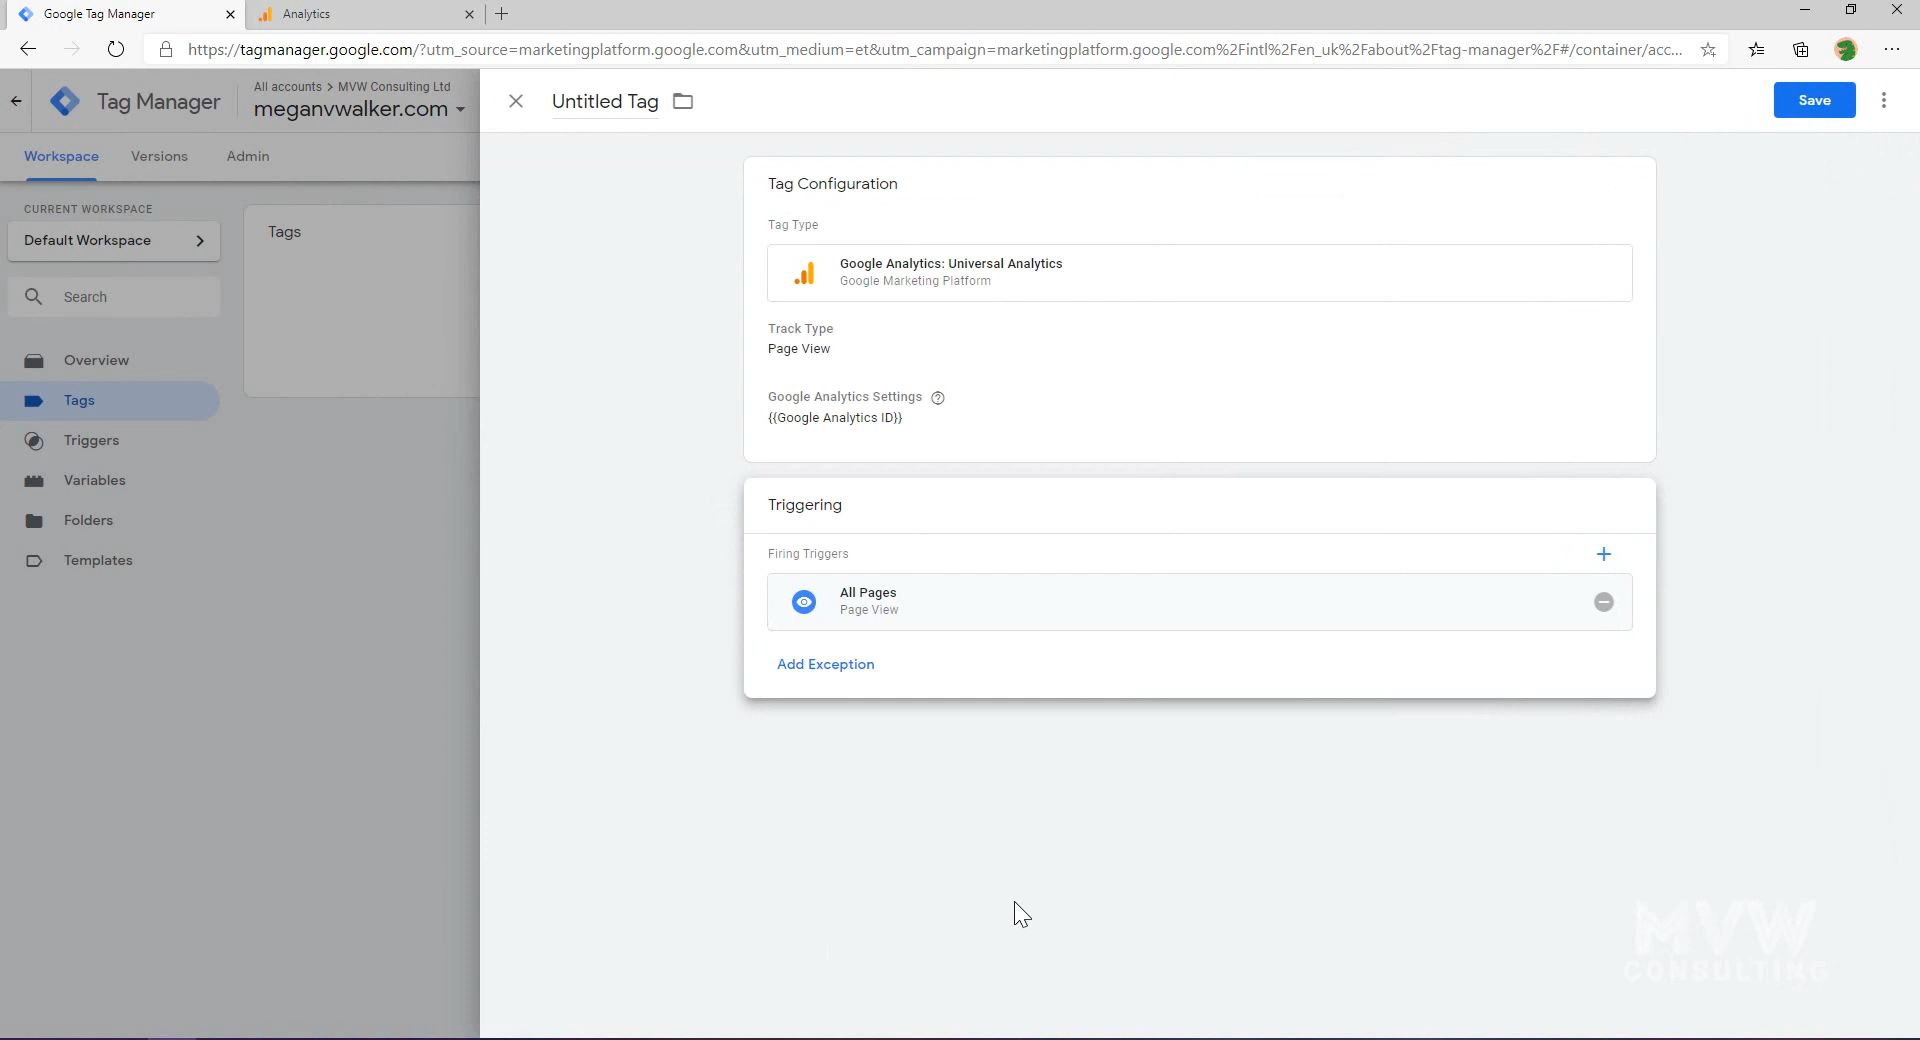 Google Tag Manager
Analytics
https://tagmanager.google.com/?utm_source=marketingplatform.google.com&utm_medium=et&utm_campaign=marketingplatform.google.com%2Fintl%2Fen_uk%2Fabout%2Ftag-manager%2F#/container/acc...
Tag Manager
All accounts > MVW Consulting Ltd
meganvwalker.com
Untitled Tag
Save
Workspace
Versions
Admin
CURRENT WORKSPACE
Default Workspace
Search
Overview
Tags
Triggers
Variables
Folders
Templates
Tags
Tag Configuration
Tag Type
Google Analytics: Universal Analytics
Google Marketing Platform
Track Type
Page View
Google Analytics Settings
{{Google Analytics ID}}
Triggering
Firing Triggers
All Pages
Page View
Add Exception
MVW
CONSULTING